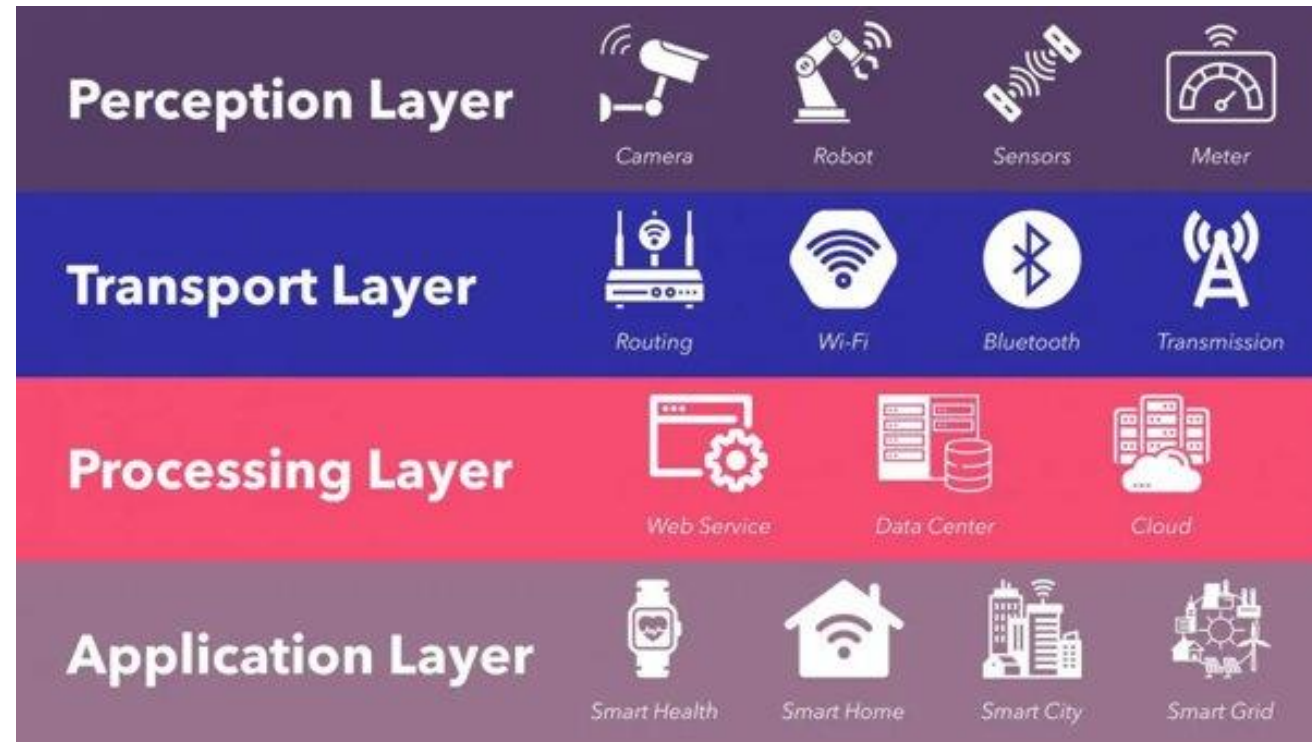 Perception Layer
Camera
Robot
Sensors
Meter
Transport Layer
Routing
Wi-Fi
Bluetooth
Transmission
Processing Layer
Web Service
Data Center
Cloud
Application Layer
Smart Health
Smart Home
Smart City
Smart Grid